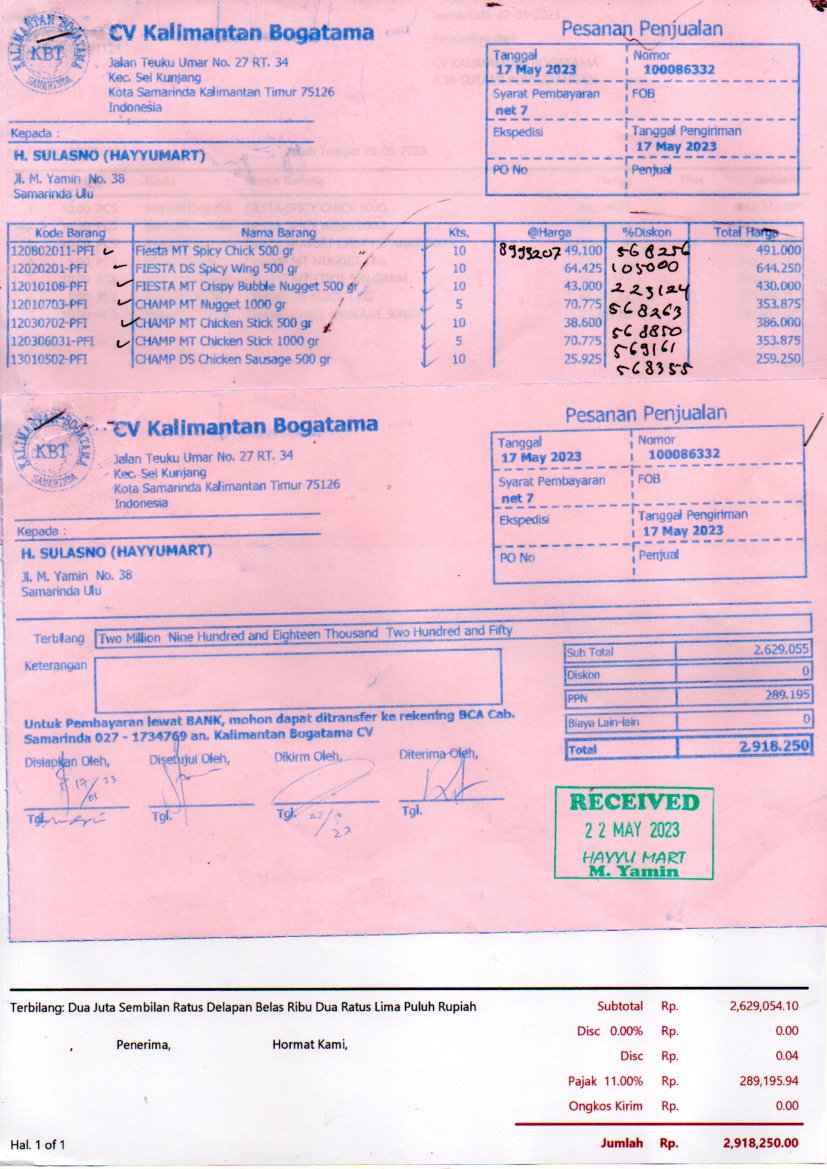 KALIMANTAN BOGATAMA
KBT
SAMARINDA
CV Kalimantan Bogatama
Jalan Teuku Umar No. 27 RT. 34
Kec. Sei Kunjang
Kota Samarinda Kalimantan Timur 75126
Indonesia
Pesanan Penjualan
Tanggal
17 May 2023
Nomor
100086332
Syarat Pembayaran
net 7
FOB
Ekspedisi
Tanggal Pengiriman
17 May 2023
PO No
Penjual
Kepada :
H. SULASNO (HAYYUMART)
Jl. M. Yamin No. 38
Samarinda Ulu
Kode Barang Nama Barang Kts. @Harga %Diskon Total Harga
120802011-PFI Fiesta MT Spicy Chick 500 gr 10 8993207 49.100 568256 491.000
12020201-PFI FIESTA DS Spicy Wing 500 gr 10 64.425 105000 644.250
12010108-PFI FIESTA MT Crispy Bubble Nugget 500 gr 10 43.000 223124 430.000
12010703-PFI CHAMP MT Nugget 1000 gr 5 70.775 568263 353.875
12030702-PFI CHAMP MT Chicken Stick 500 gr 10 38.600 568850 386.000
120306031-PFI CHAMP MT Chicken Stick 1000 gr 5 70.775 569161 353.875
13010502-PFI CHAMP DS Chicken Sausage 500 gr 10 25.925 568355 259.250
KALIMANTAN BOGATAMA
KBT
SAMARINDA
CV Kalimantan Bogatama
Jalan Teuku Umar No. 27 RT. 34
Kec. Sei Kunjang
Kota Samarinda Kalimantan Timur 75126
Indonesia
Pesanan Penjualan
Tanggal
17 May 2023
Nomor
100086332
Syarat Pembayaran
net 7
FOB
Ekspedisi
Tanggal Pengiriman
17 May 2023
PO No
Penjual
Kepada :
H. SULASNO (HAYYUMART)
Jl. M. Yamin No. 38
Samarinda Ulu
Terbilang Two Million Nine Hundred and Eighteen Thousand Two Hundred and Fifty
Keterangan
Sub Total 2.629.055
Diskon 0
PPN 289.195
Biaya Lain-lain 0
Total 2.918.250
Untuk Pembayaran lewat BANK, mohon dapat ditransfer ke rekening BCA Cab.
Samarinda 027 - 1734769 an. Kalimantan Bogatama CV
Disiapkan Oleh, Disetujui Oleh, Dikirm Oleh, Diterima Oleh,
17/05 23
Tgl. Tgl. Tgl. Tgl.
RECEIVED
22 MAY 2023
HAYYU MART
M. Yamin
Terbilang: Dua Juta Sembilan Ratus Delapan Belas Ribu Dua Ratus Lima Puluh Rupiah
Penerima, Hormat Kami,
Subtotal Rp. 2,629,054.10
Disc 0.00% Rp. 0.00
Disc Rp. 0.04
Pajak 11.00% Rp. 289,195.94
Ongkos Kirim Rp. 0.00
Jumlah Rp. 2,918,250.00
Hal. 1 of 1